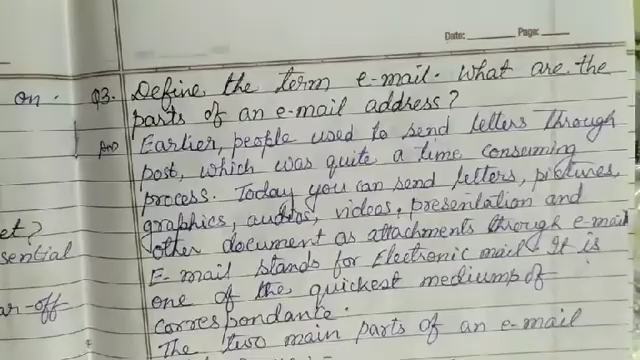 Date: Page:
on. Q3. Define the term e-mail. What are the
parts of an e-mail address?
Ans Earlier, people used to send letters through
post, which was quite a time consuming
process. Today you can send letters, pictures,
graphics, audios, videos, presentation and
et? other document as attachments through e-mail
sential E-mail stands for Electronic mail. It is
one of the quickest mediumps of
ar-off correspondante.
The two main parts of an e-mail